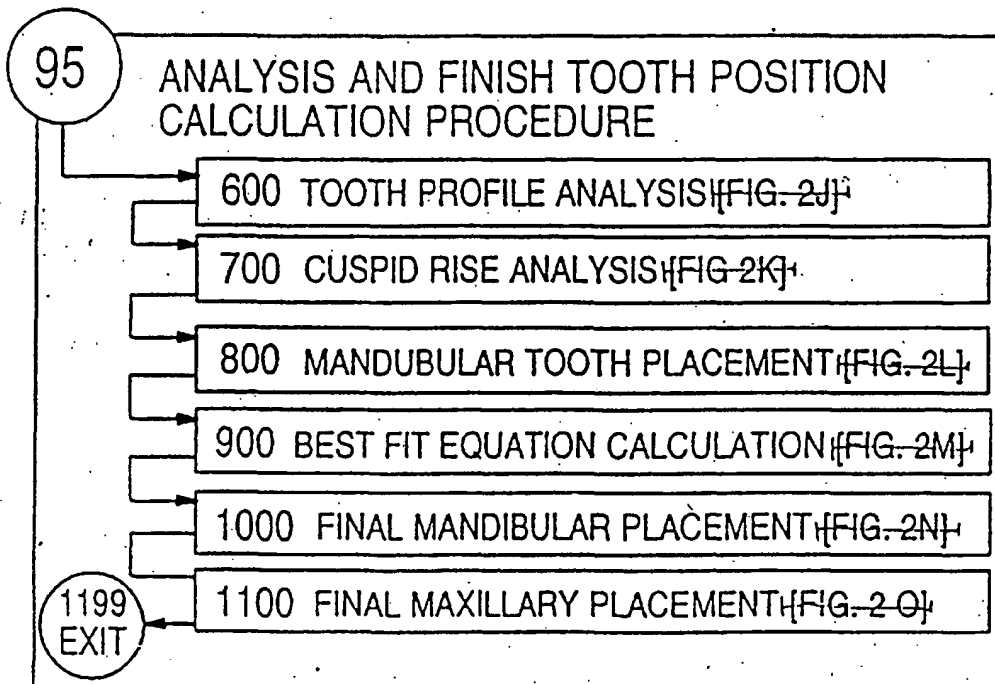 95
ANALYSIS AND FINISH TOOTH POSITION
CALCULATION PROCEDURE
600 TOOTH PROFILE ANALYSIS [FIG. 2J]
700 CUSPID RISE ANALYSIS [FIG 2K]
800 MANDUBULAR TOOTH PLACEMENT [FIG. 2L]
900 BEST FIT EQUATION CALCULATION [FIG. 2M]
1000 FINAL MANDIBULAR PLACEMENT [FIG. 2N]
1100 FINAL MAXILLARY PLACEMENT [FIG. 2 O]
1199
EXIT